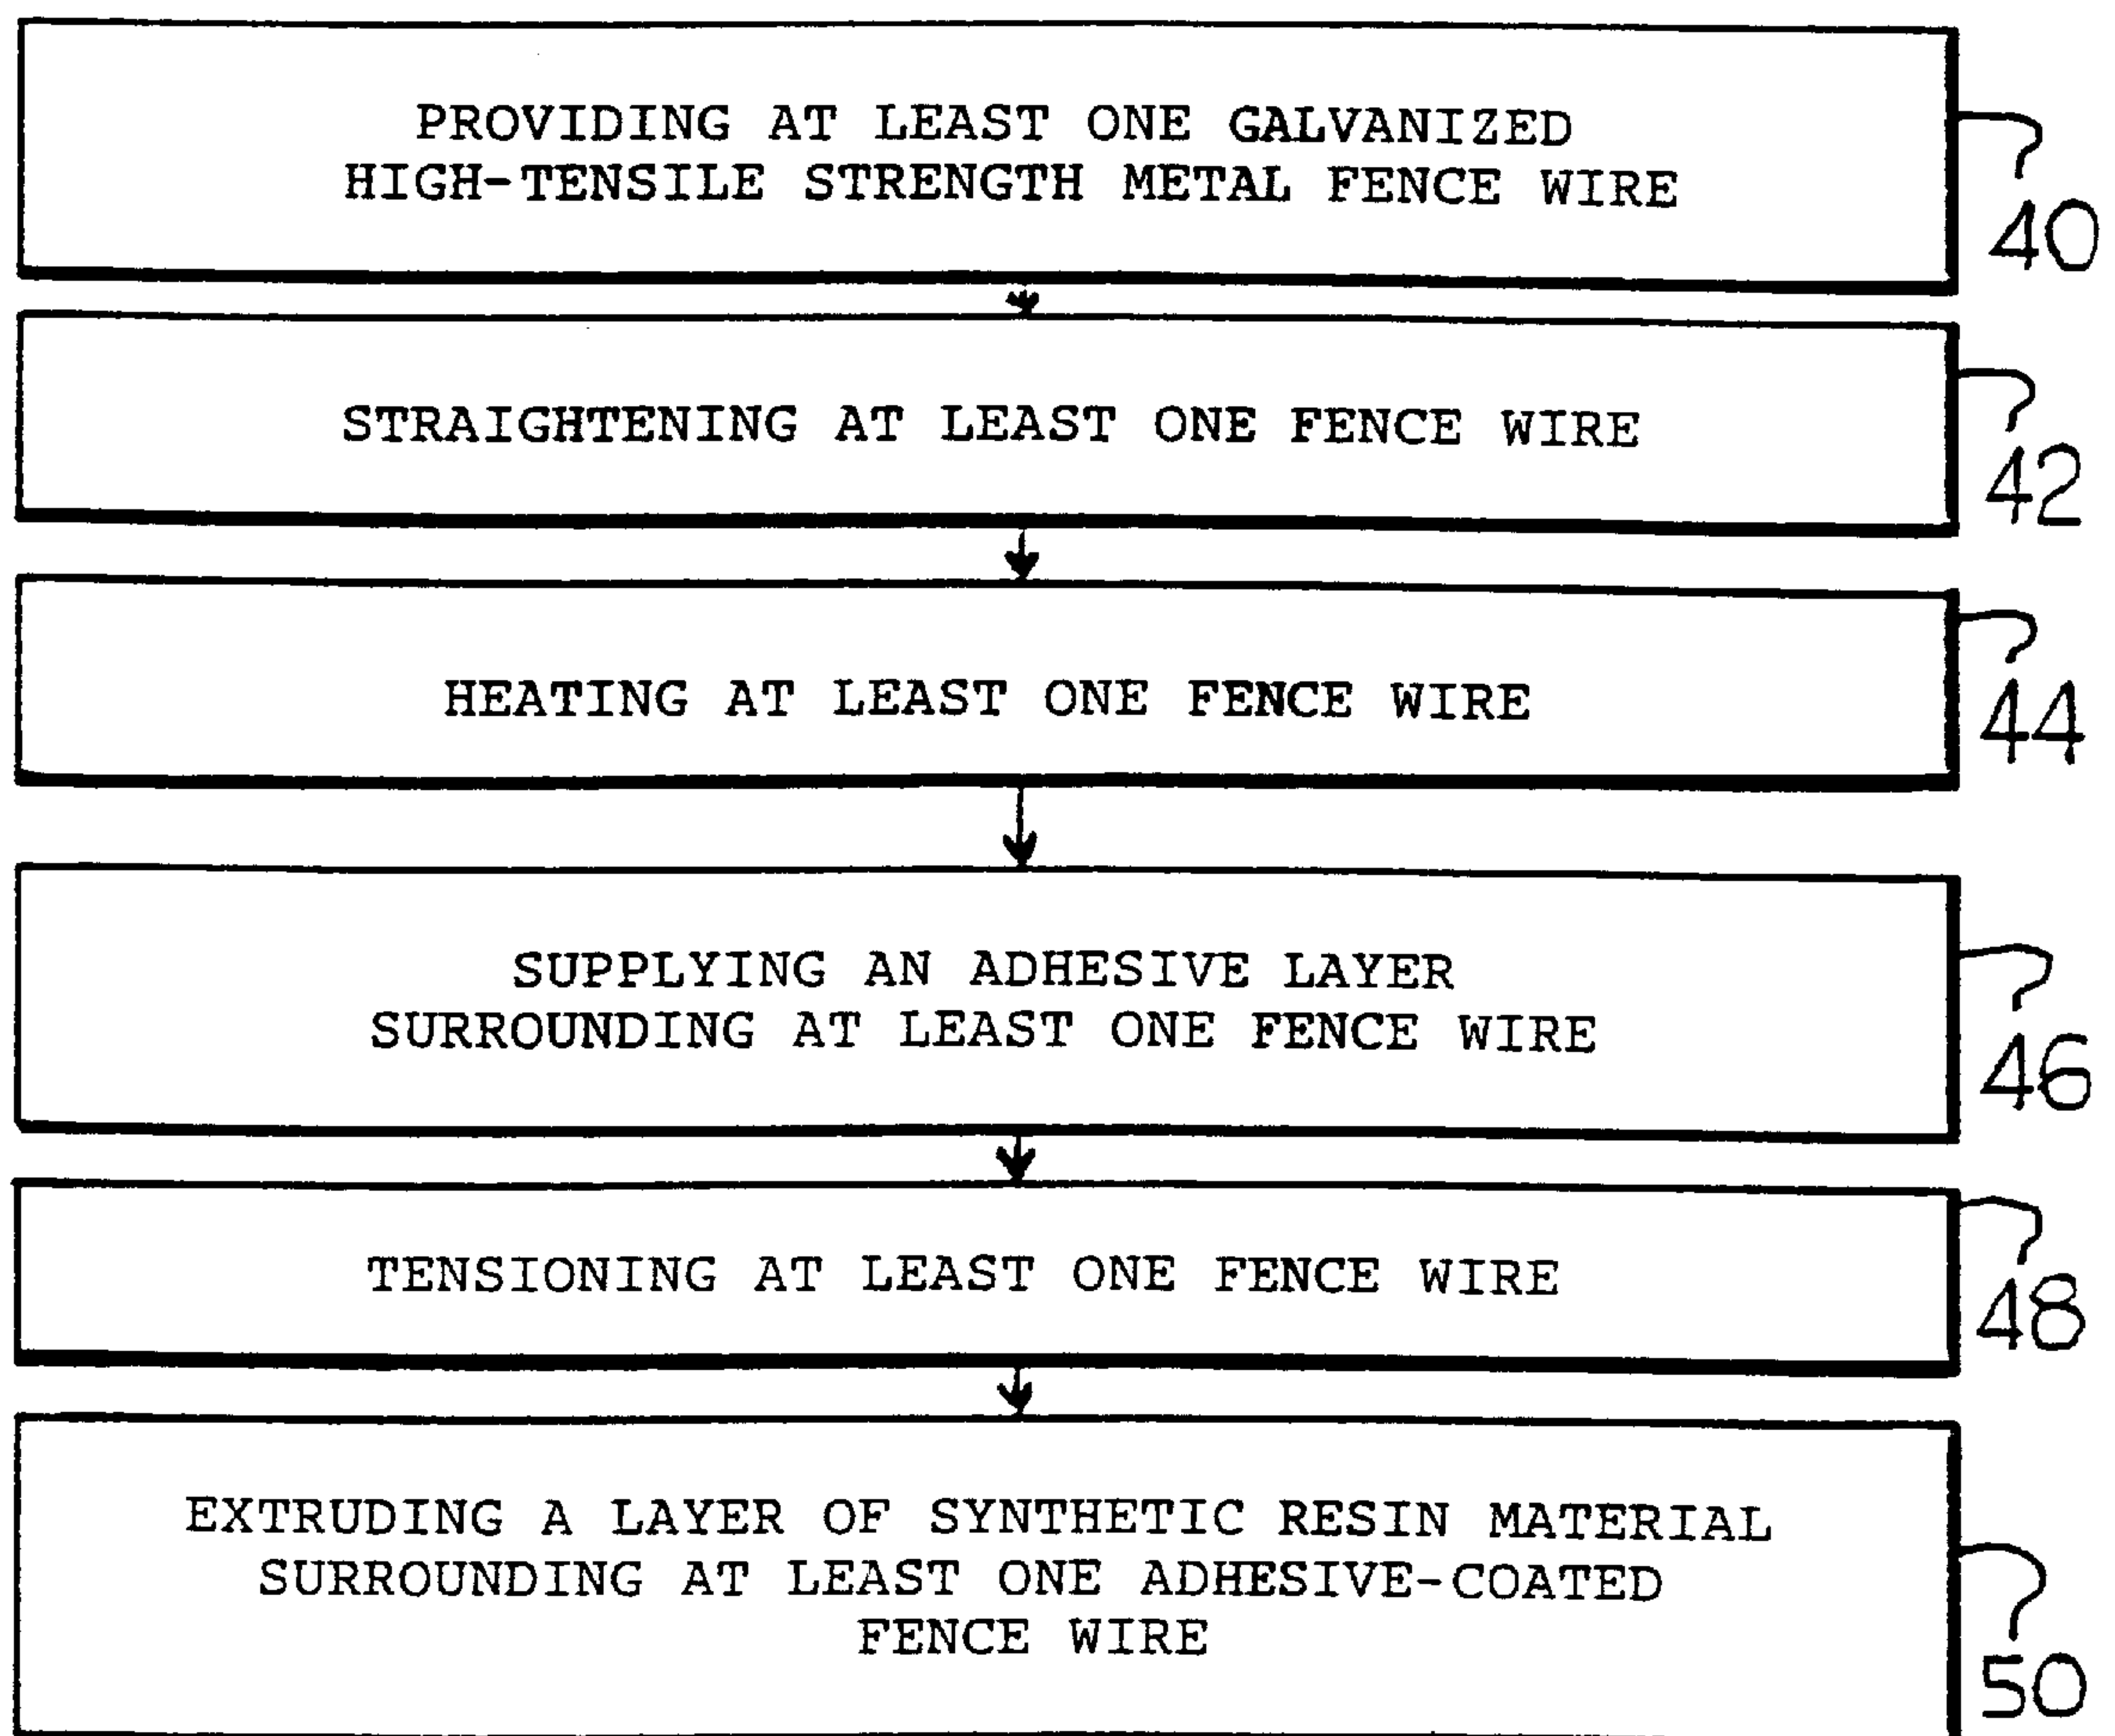 PROVIDING AT LEAST ONE GALVANIZED
HIGH-TENSILE STRENGTH METAL FENCE WIRE
40
STRAIGHTENING AT LEAST ONE FENCE WIRE
42
HEATING AT LEAST ONE FENCE WIRE
44
SUPPLYING AN ADHESIVE LAYER
SURROUNDING AT LEAST ONE FENCE WIRE
46
TENSIONING AT LEAST ONE FENCE WIRE
48
EXTRUDING A LAYER OF SYNTHETIC RESIN MATERIAL
SURROUNDING AT LEAST ONE ADHESIVE-COATED
FENCE WIRE
50